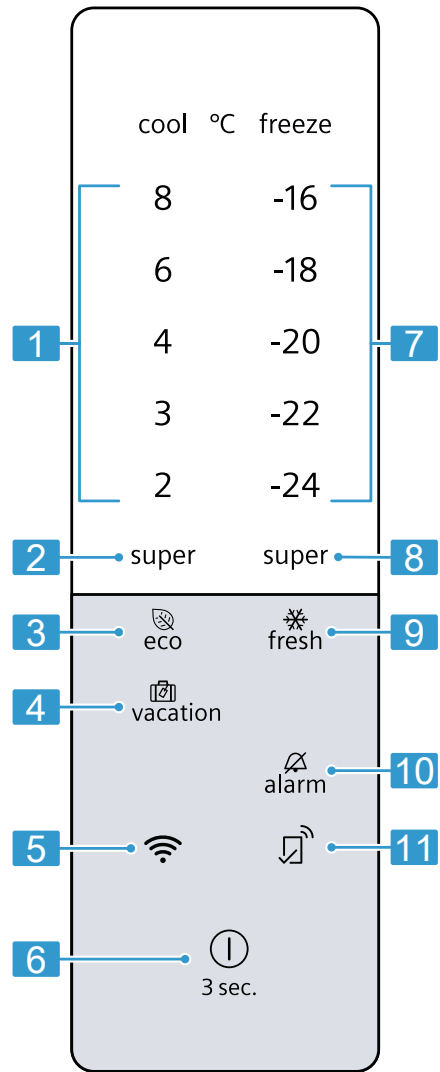 cool °C freeze
8 -16
6 -18
1 4 -20 7
3 -22
2 -24
2 super super 8
3 eco fresh 9
4 vacation
alarm 10
5 11
6
3 sec.